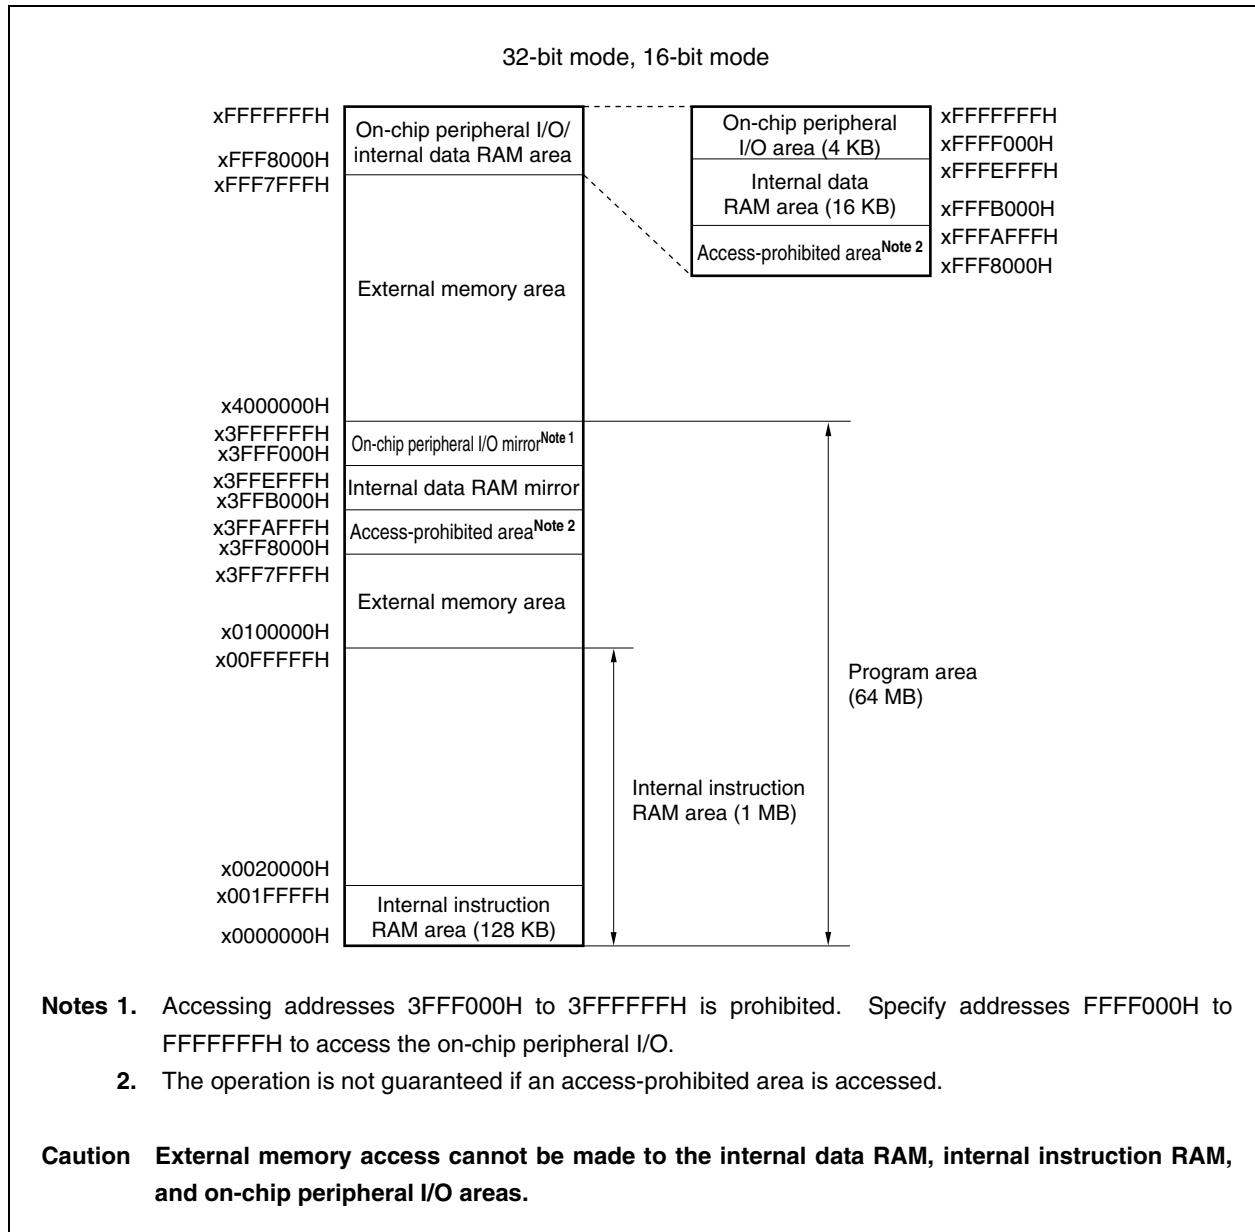 32-bit mode, 16-bit mode
xFFFFFFFH
On-chip peripheral I/O/
internal data RAM area
xFFF8000H
xFFF7FFFH
External memory area
x4000000H
x3FFFFFFH
On-chip peripheral I/O mirror Note 1
x3FFF000H
x3FFEFFFH
Internal data RAM mirror
x3FFB000H
x3FFAFFFH
Access-prohibited area Note 2
x3FF8000H
x3FF7FFFH
External memory area
x0100000H
x00FFFFFH
x0020000H
x001FFFFH
Internal instruction
RAM area (128 KB)
x0000000H
On-chip peripheral
I/O area (4 KB)
xFFFFFFFH
xFFFF000H
xFFFEFFFH
Internal data
RAM area (16 KB)
xFFFB000H
xFFFAFFFH
Access-prohibited area Note 2
xFFF8000H
Program area
(64 MB)
Internal instruction
RAM area (1 MB)
Notes 1. Accessing addresses 3FFF000H to 3FFFFFFH is prohibited. Specify addresses FFFF000H to
FFFFFFFH to access the on-chip peripheral I/O.
2. The operation is not guaranteed if an access-prohibited area is accessed.
Caution External memory access cannot be made to the internal data RAM, internal instruction RAM,
and on-chip peripheral I/O areas.